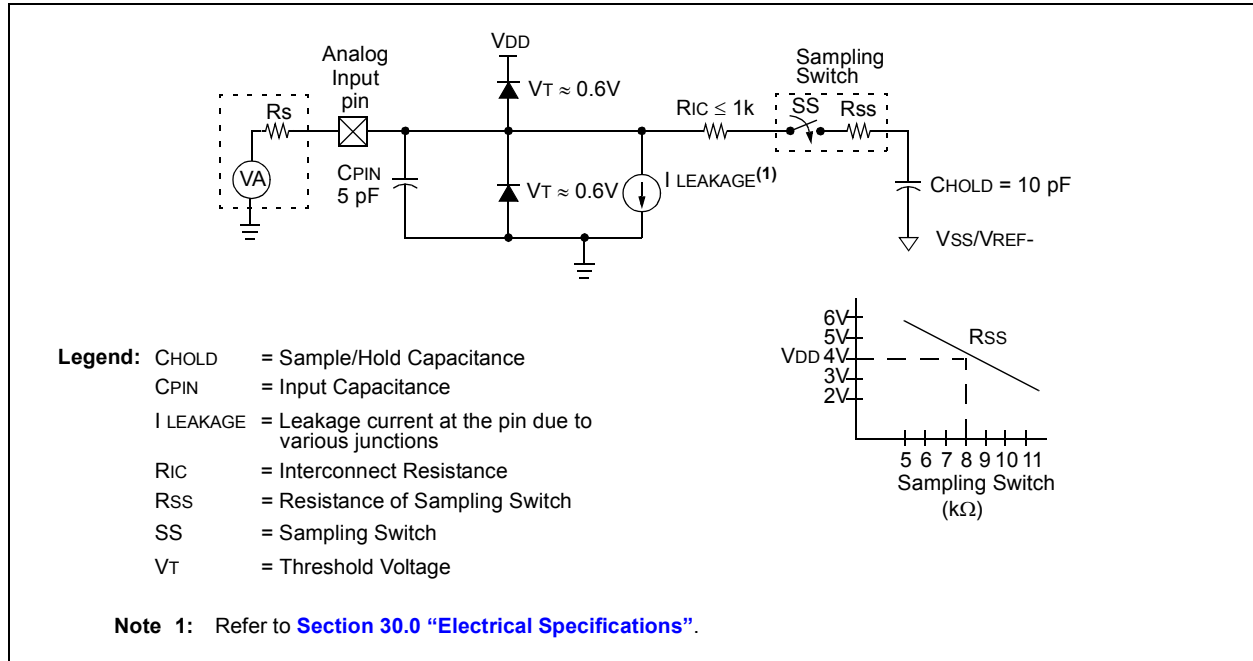 VDD
Analog
Input
pin
Sampling
Switch
VT ≈ 0.6V
RIC ≤ 1k
SS
Rss
Rs
VA
CPIN
5 pF
VT ≈ 0.6V
I LEAKAGE(1)
CHOLD = 10 pF
VSS/VREF-
6V
5V
VDD 4V
3V
2V
RSS
5 6 7 8 9 10 11
Sampling Switch
(kΩ)
Legend: CHOLD = Sample/Hold Capacitance
CPIN = Input Capacitance
I LEAKAGE = Leakage current at the pin due to
various junctions
RIC = Interconnect Resistance
RSS = Resistance of Sampling Switch
SS = Sampling Switch
VT = Threshold Voltage
Note 1: Refer to Section 30.0 “Electrical Specifications”.